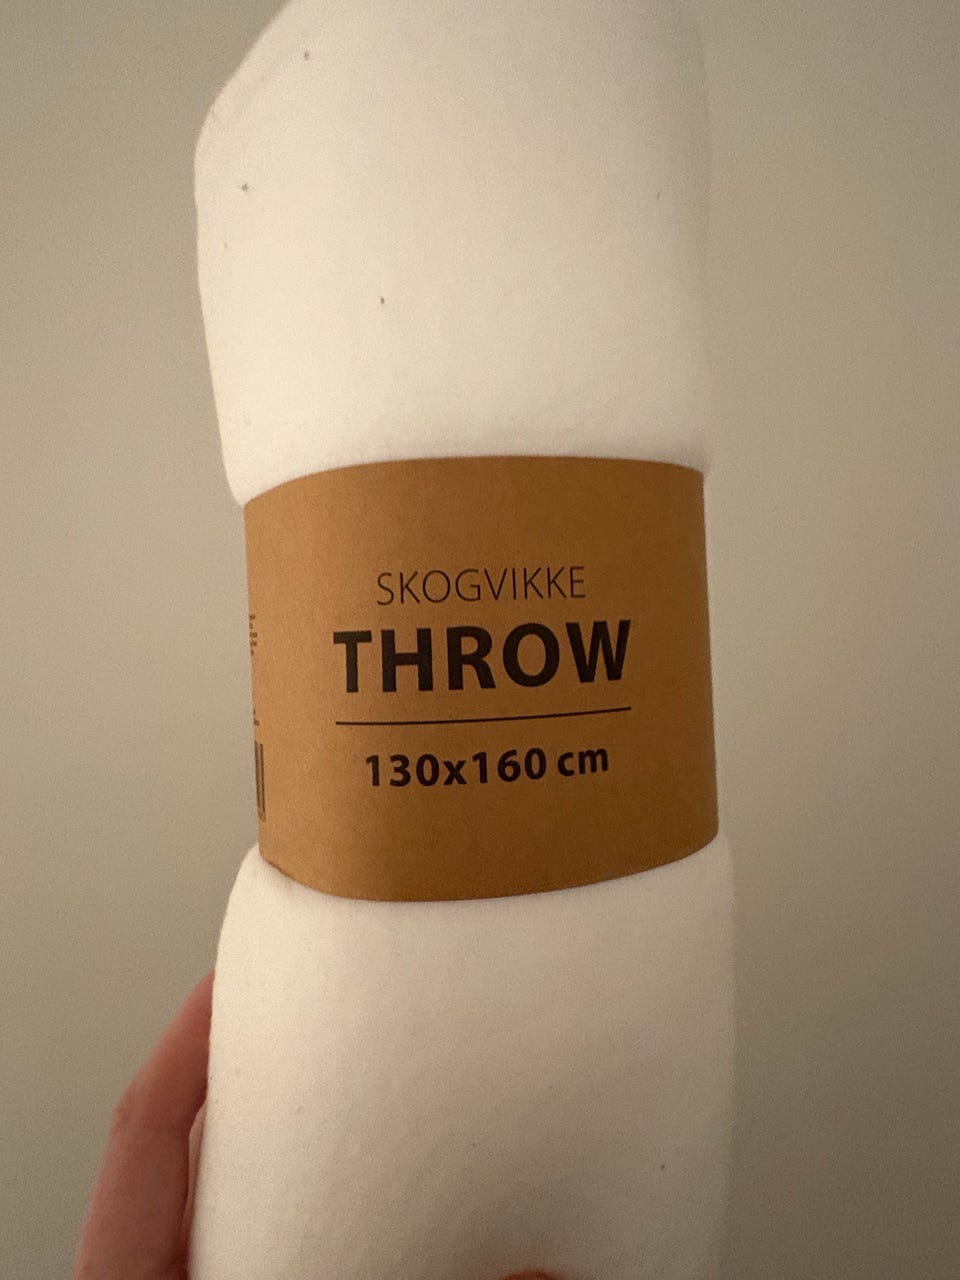 SKOGVIKKE
THROW
130x160 cm